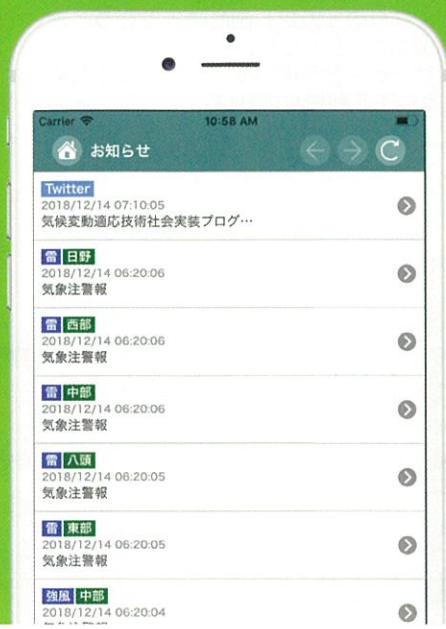 Carrier 10:58 AM
お知らせ
Twitter
2018/12/14 07:10:05
気候変動適応技術社会実装プログ…
雷 日野
2018/12/14 06:20:06
気象注警報
雷 西部
2018/12/14 06:20:06
気象注警報
雷 中部
2018/12/14 06:20:06
気象注警報
雷 八頭
2018/12/14 06:20:05
気象注警報
雷 東部
2018/12/14 06:20:05
気象注警報
強風 中部
2018/12/14 06:20:04